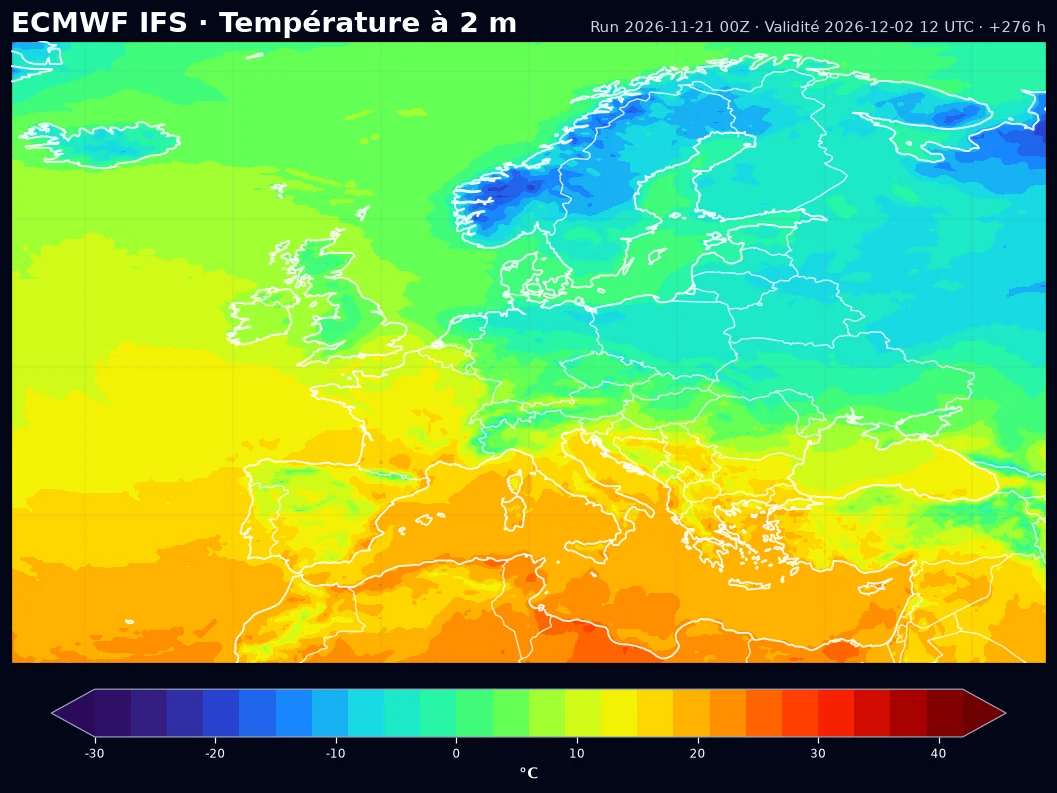 ECMWF IFS · Température à 2 m
Run 2026-11-21 00Z · Validité 2026-12-02 12 UTC · +276 h
-30 -20 -10 0 10 20 30 40
°C